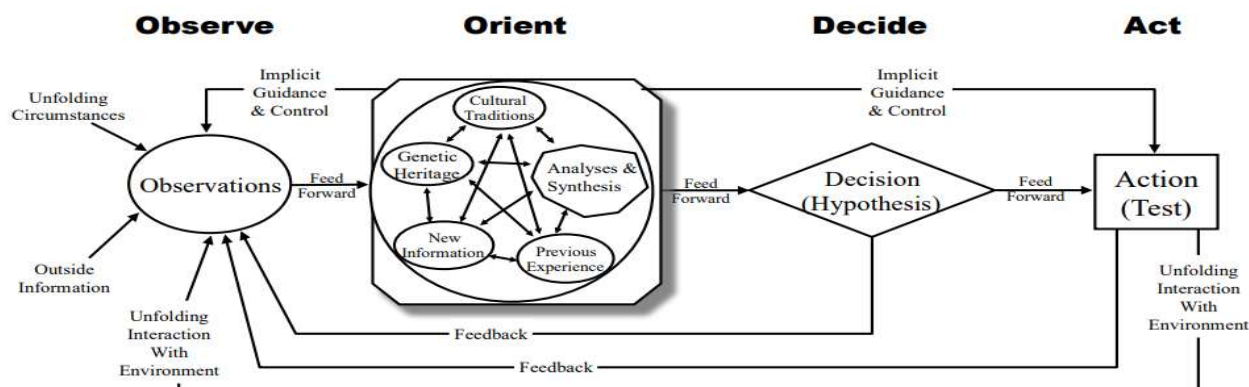 Observe
Orient
Decide
Act
Implicit
Guidance
& Control
Unfolding
Circumstances
Observations
Outside
Information
Unfolding
Interaction
With
Environment
Feed
Forward
Cultural
Traditions
Genetic
Heritage
Analyses &
Synthesis
New
Information
Previous
Experience
Feed
Forward
Implicit
Guidance
& Control
Decision
(Hypothesis)
Feed
Forward
Action
(Test)
Unfolding
Interaction
With
Environment
Feedback
Feedback